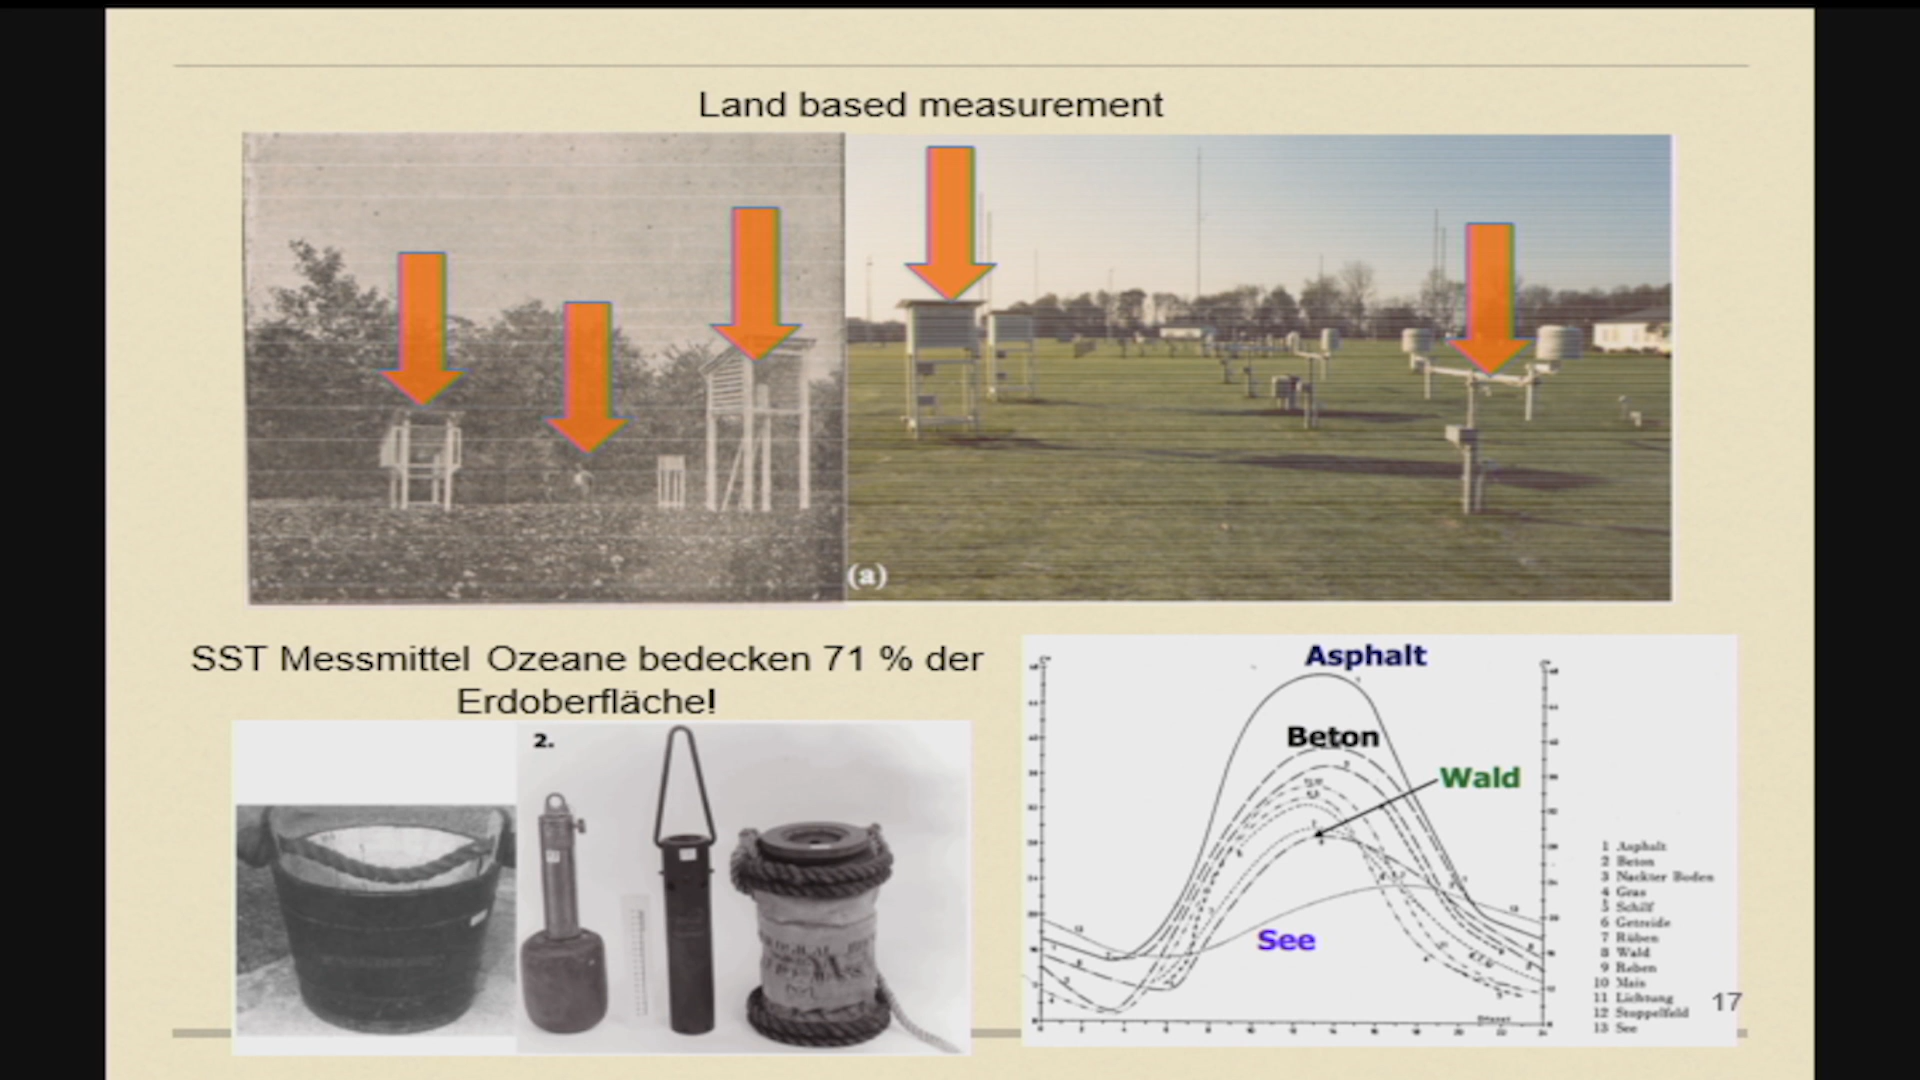 Land based measurement
(a)
SST Messmittel Ozeane bedecken 71 % der
Erdoberfläche!
2.
Asphalt
Beton
Wald
See
1 Asphalt
2 Beton
3 Nackter Boden
4 Gras
5 Schilf
6 Getreide
7 Rüben
8 Wald
9 Reben
10 Mais
11 Lichtung
12 Stoppelfeld
13 See
17